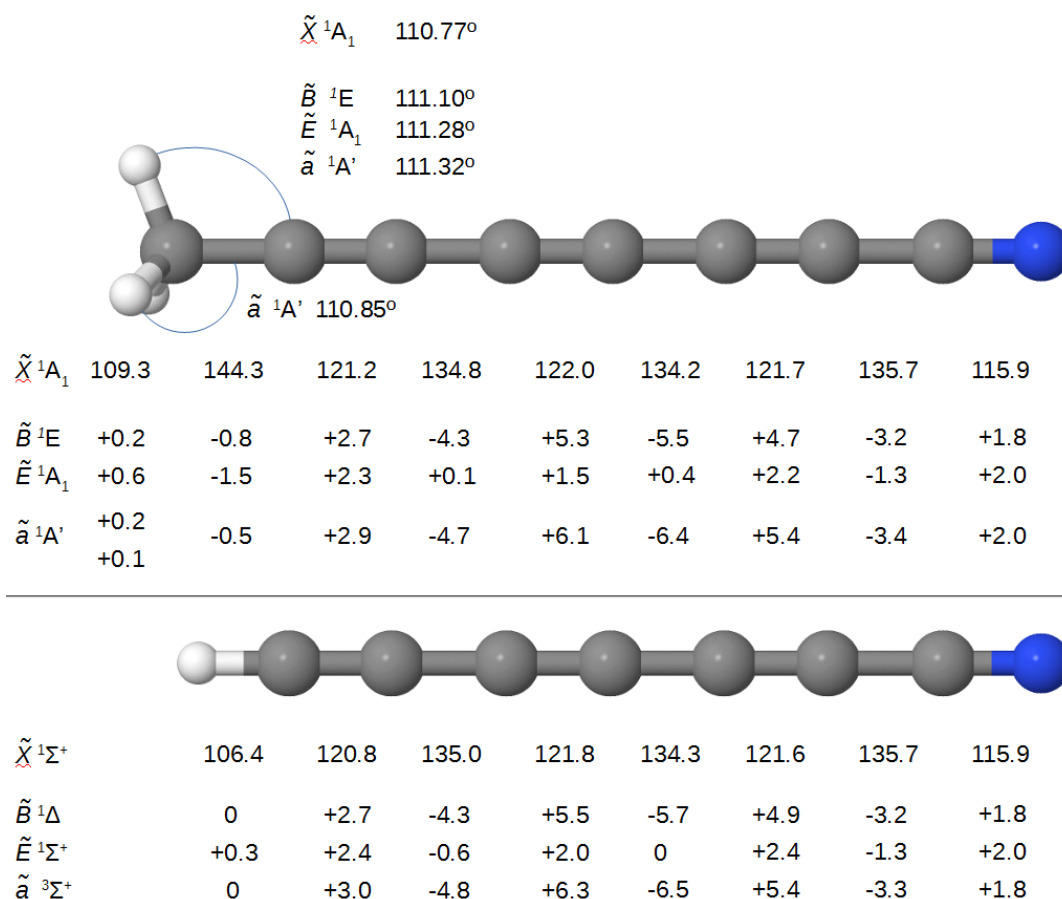 X̃ ¹A₁ 110.77º
B̃ ¹E 111.10º
Ẽ ¹A₁ 111.28º
ã ¹A’ 111.32º
ã ¹A’ 110.85º
X̃ ¹A₁ 109.3 144.3 121.2 134.8 122.0 134.2 121.7 135.7 115.9
B̃ ¹E +0.2 -0.8 +2.7 -4.3 +5.3 -5.5 +4.7 -3.2 +1.8
Ẽ ¹A₁ +0.6 -1.5 +2.3 +0.1 +1.5 +0.4 +2.2 -1.3 +2.0
ã ¹A’ +0.2 -0.5 +2.9 -4.7 +6.1 -6.4 +5.4 -3.4 +2.0
+0.1
X̃ ¹Σ⁺ 106.4 120.8 135.0 121.8 134.3 121.6 135.7 115.9
B̃ ¹Δ 0 +2.7 -4.3 +5.5 -5.7 +4.9 -3.2 +1.8
Ẽ ¹Σ⁺ +0.3 +2.4 -0.6 +2.0 0 +2.4 -1.3 +2.0
ã ³Σ⁺ 0 +3.0 -4.8 +6.3 -6.5 +5.4 -3.3 +1.8